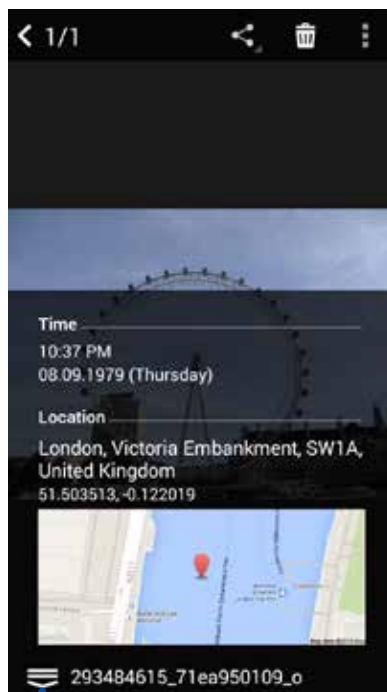 1/1
Time
10:37 PM
08.09.1979 (Thursday)
Location
London, Victoria Embankment, SW1A,
United Kingdom
51.503513,-0.122019
293484615_71ea950109_o